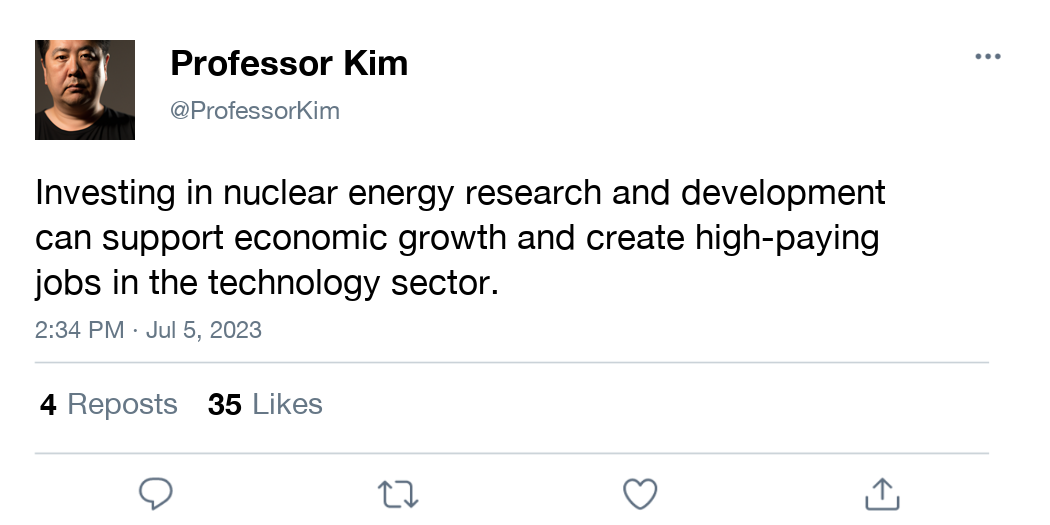 Professor Kim
@ProfessorKim
Investing in nuclear energy research and development
can support economic growth and create high-paying
jobs in the technology sector.
2:34 PM · Jul 5, 2023
4 Reposts 35 Likes